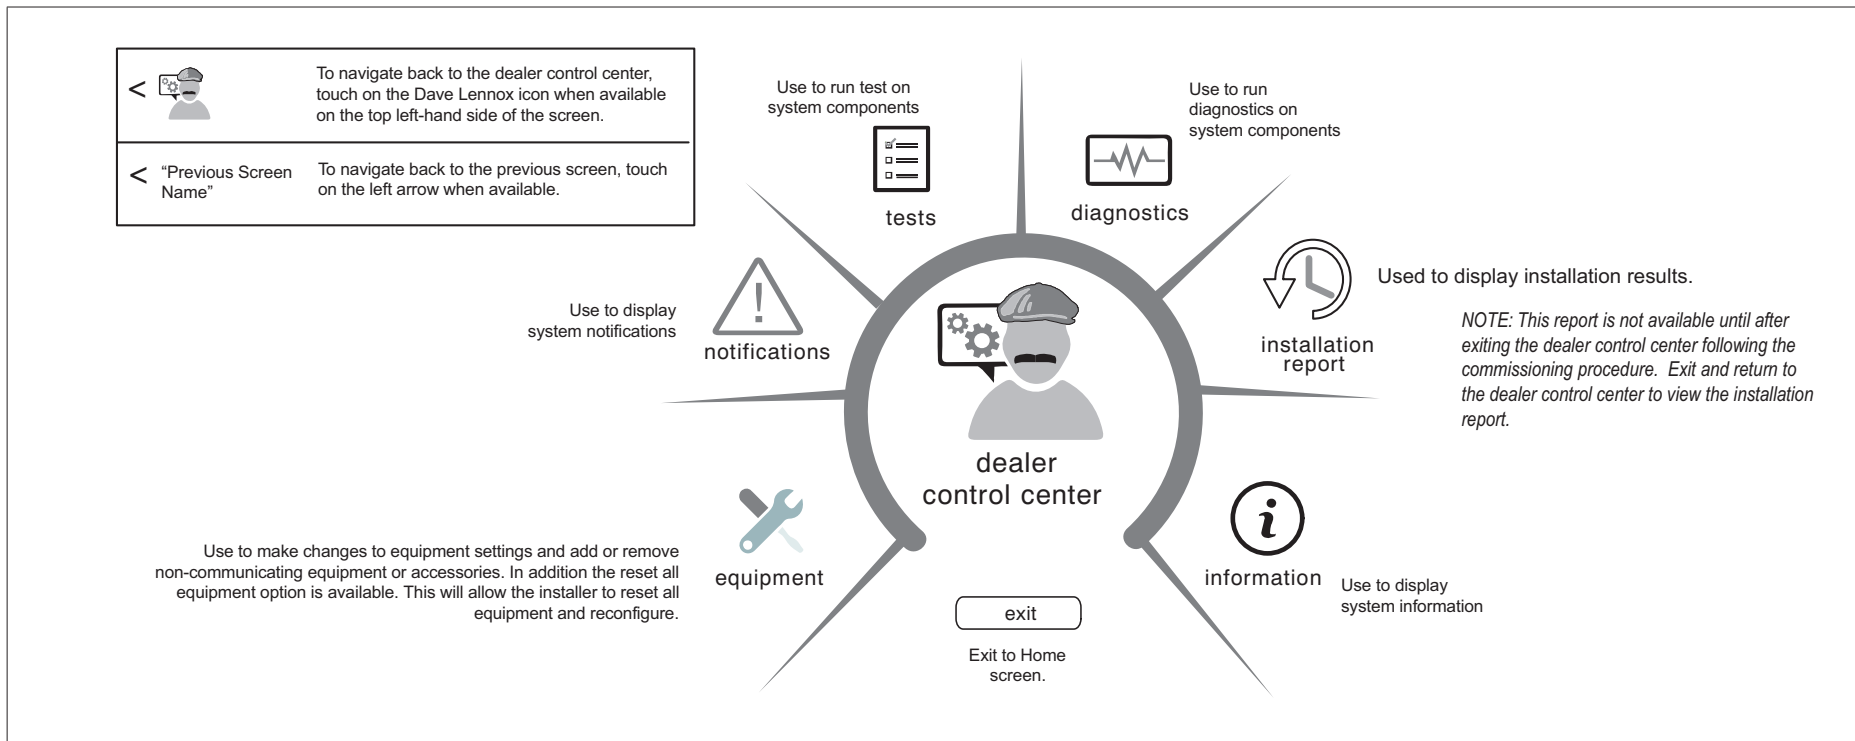 <
To navigate back to the dealer control center,
touch on the Dave Lennox icon when available
on the top left-hand side of the screen.
< “Previous Screen
Name”
To navigate back to the previous screen, touch
on the left arrow when available.
Use to run test on
system components
tests
Use to run
diagnostics on
system components
diagnostics
Use to display
system notifications
notifications
Used to display installation results.
NOTE: This report is not available until after
exiting the dealer control center following the
commissioning procedure.  Exit and return to
the dealer control center to view the installation
report.
installation
report
dealer
control center
Use to make changes to equipment settings and add or remove
non-communicating equipment or accessories. In addition the reset all
equipment option is available. This will allow the installer to reset all
equipment and reconfigure.
equipment
information
Use to display
system information
exit
Exit to Home
screen.